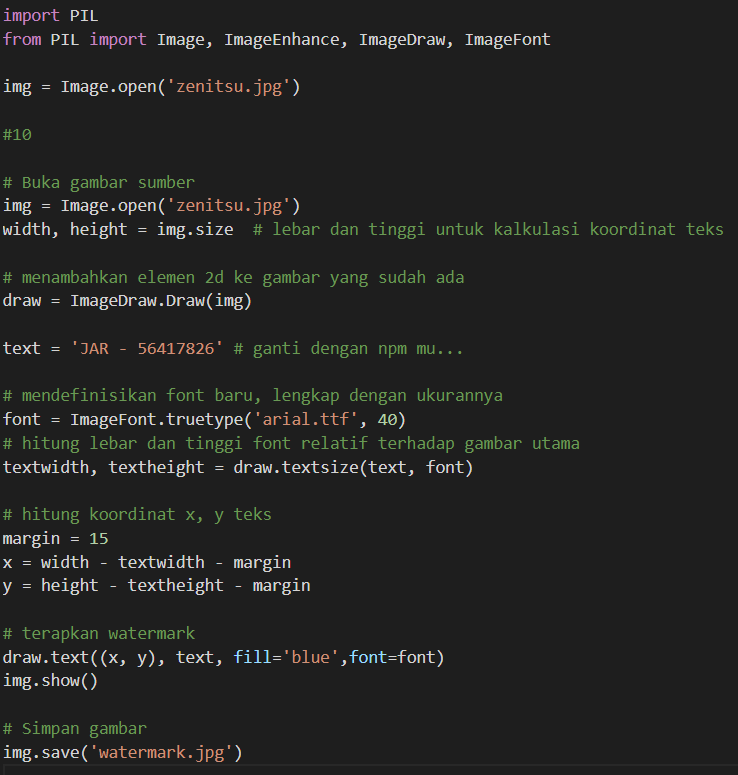 import PIL
from PIL import Image, ImageEnhance, ImageDraw, ImageFont
img = Image.open('zenitsu.jpg')
#10
# Buka gambar sumber
img = Image.open('zenitsu.jpg')
width, height = img.size  # lebar dan tinggi untuk kalkulasi koordinat teks
# menambahkan elemen 2d ke gambar yang sudah ada
draw = ImageDraw.Draw(img)
text = 'JAR - 56417826' # ganti dengan npm mu...
# mendefinisikan font baru, lengkap dengan ukurannya
font = ImageFont.truetype('arial.ttf', 40)
# hitung lebar dan tinggi font relatif terhadap gambar utama
textwidth, textheight = draw.textsize(text, font)
# hitung koordinat x, y teks
margin = 15
x = width - textwidth - margin
y = height - textheight - margin
# terapkan watermark
draw.text((x, y), text, fill='blue',font=font)
img.show()
# Simpan gambar
img.save('watermark.jpg')